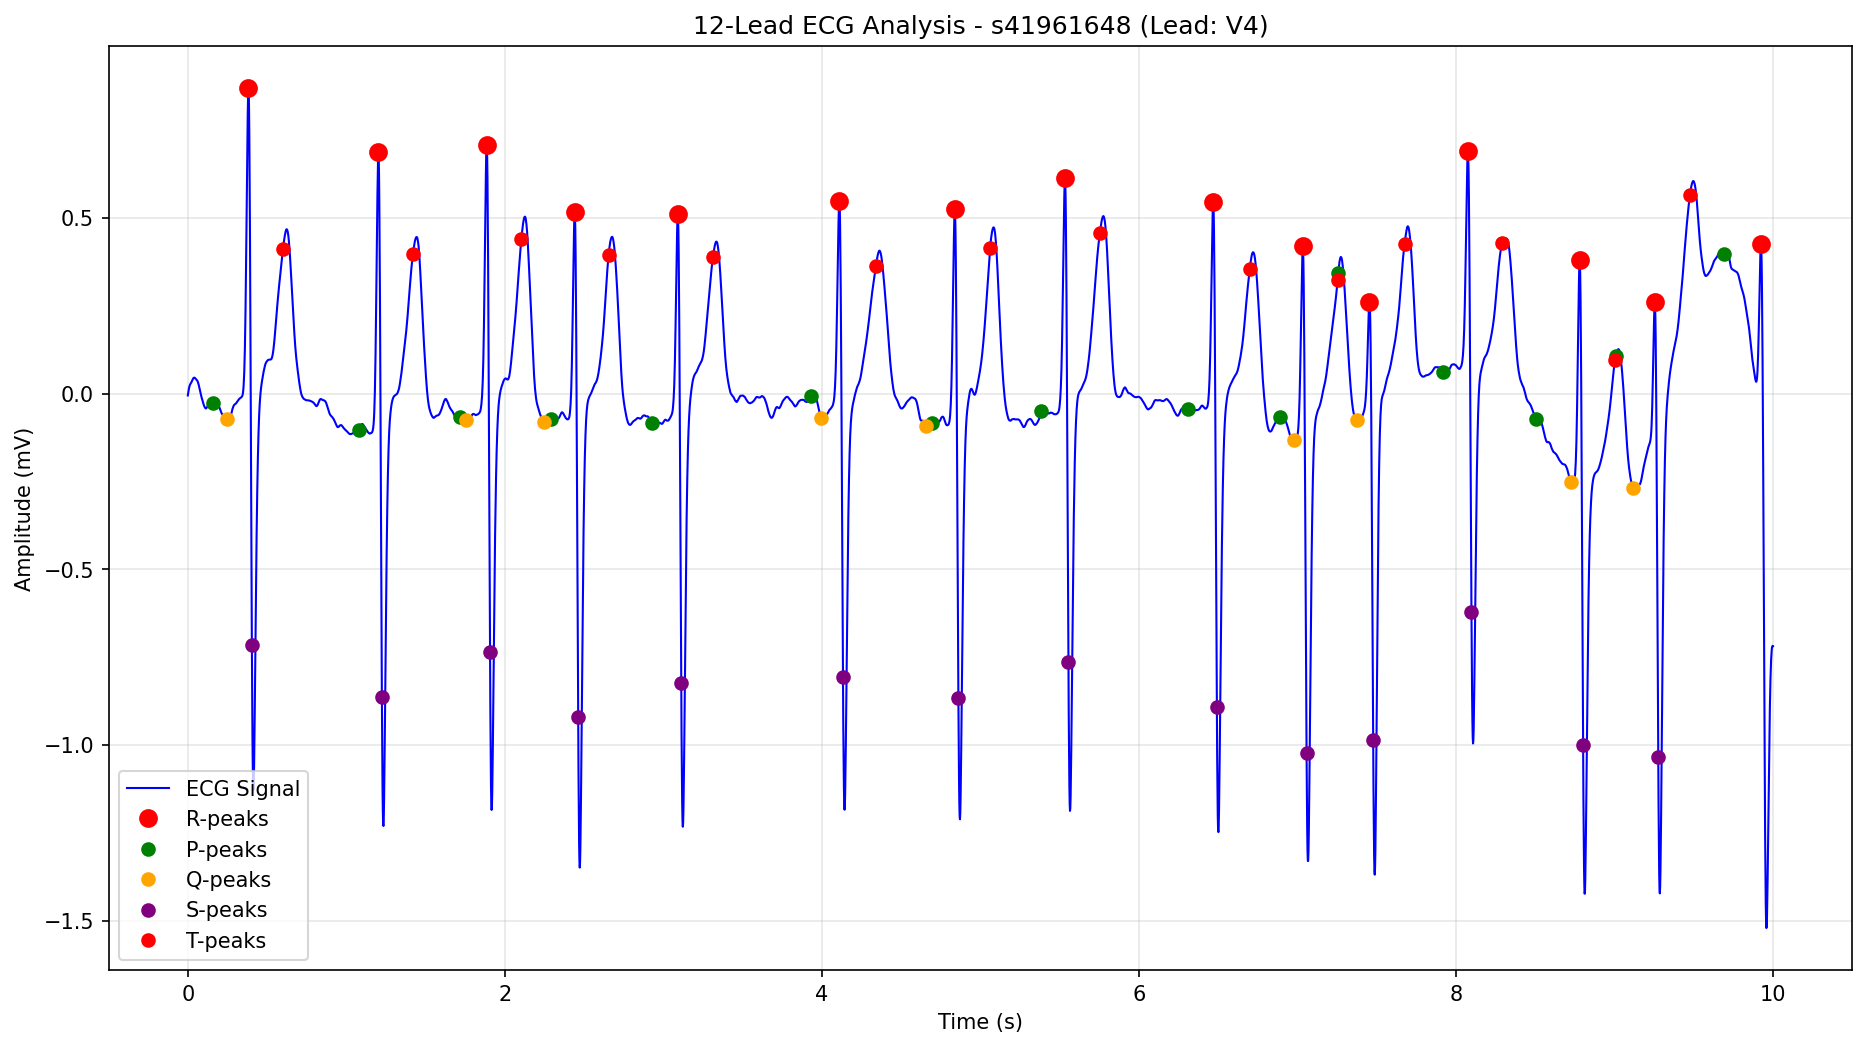 12-Lead ECG Analysis - s41961648 (Lead: V4)
0.5
0.0
−0.5
−1.0
−1.5
Amplitude (mV)
ECG Signal
R-peaks
P-peaks
Q-peaks
S-peaks
T-peaks
0
2
4
6
8
10
Time (s)